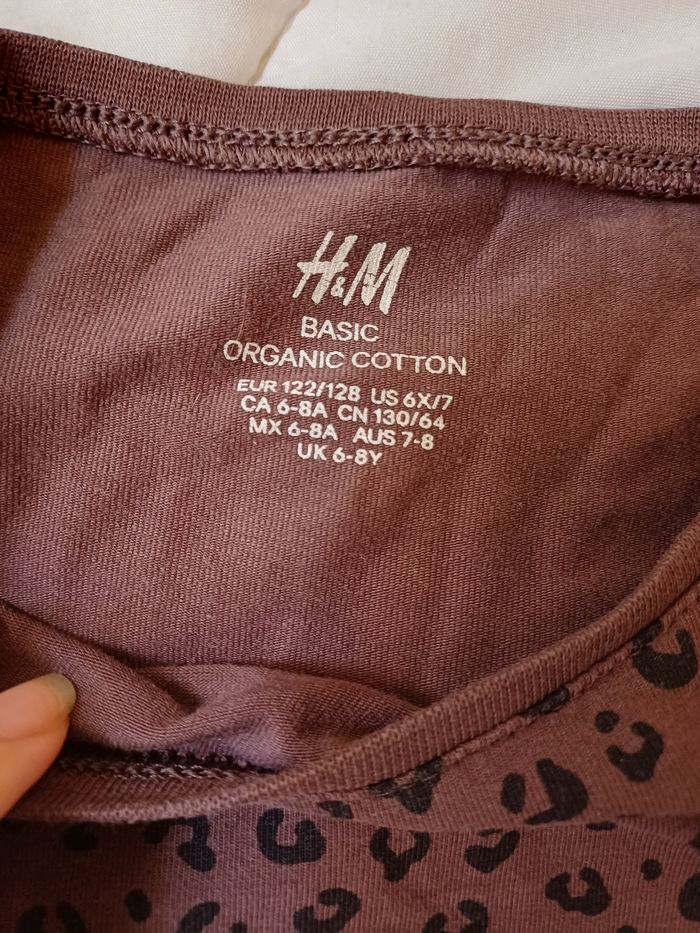 H&M
BASIC
ORGANIC COTTON
EUR 122/128 US 6X/7
CA 6-8A CN 130/64
MX 6-8A AUS 7-8
UK 6-8Y